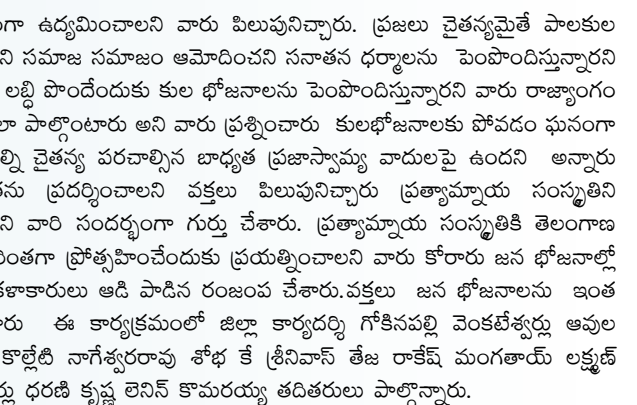 గా ఉద్యమించాలని వారు పిలుపునిచ్చారు. ప్రజలు చైతన్యమైతే పాలకుల
ని సమాజ సమాజం ఆమోదించని సనాతన ధర్మాలను పెంపొందిస్తున్నారని
లబ్ధి పొందేందుకు కుల భోజనాలను పెంపొందిస్తున్నారని వారు రాజ్యాంగం
లా పాల్గొంటారు అని వారు ప్రశ్నించారు కులభోజనాలకు పోవడం ఘనంగా
ల్ని చైతన్య పరచాల్సిన బాధ్యత ప్రజాస్వామ్య వాదులపై ఉందని అన్నారు
ను ప్రదర్శించాలని వక్తలు పిలుపునిచ్చారు ప్రత్యామ్నాయ సంస్కృతిని
ని వారి సందర్భంగా గుర్తు చేశారు. ప్రత్యామ్నాయ సంస్కృతికి తెలంగాణ
ప్రోత్సహించేందుకు ప్రయత్నించాలని వారు కోరారు జన భోజనాల్లో
కళాకారులు ఆడి పాడిన రంజంప చేశారు.వక్తలు జన భోజనాలను ఇంత
రు ఈ కార్యక్రమంలో జిల్లా కార్యదర్శి గోకినపల్లి వెంకటేశ్వర్లు ఆవుల
కొల్లేటి నాగేశ్వరరావు శోభ కే శ్రీనివాస్ తేజ రాకేష్ మంగతాయ్ లక్ష్మణ్
ర్లు ధరణి కృష్ణ లెనిన్ కొమరయ్య తదితరులు పాల్గొన్నారు.